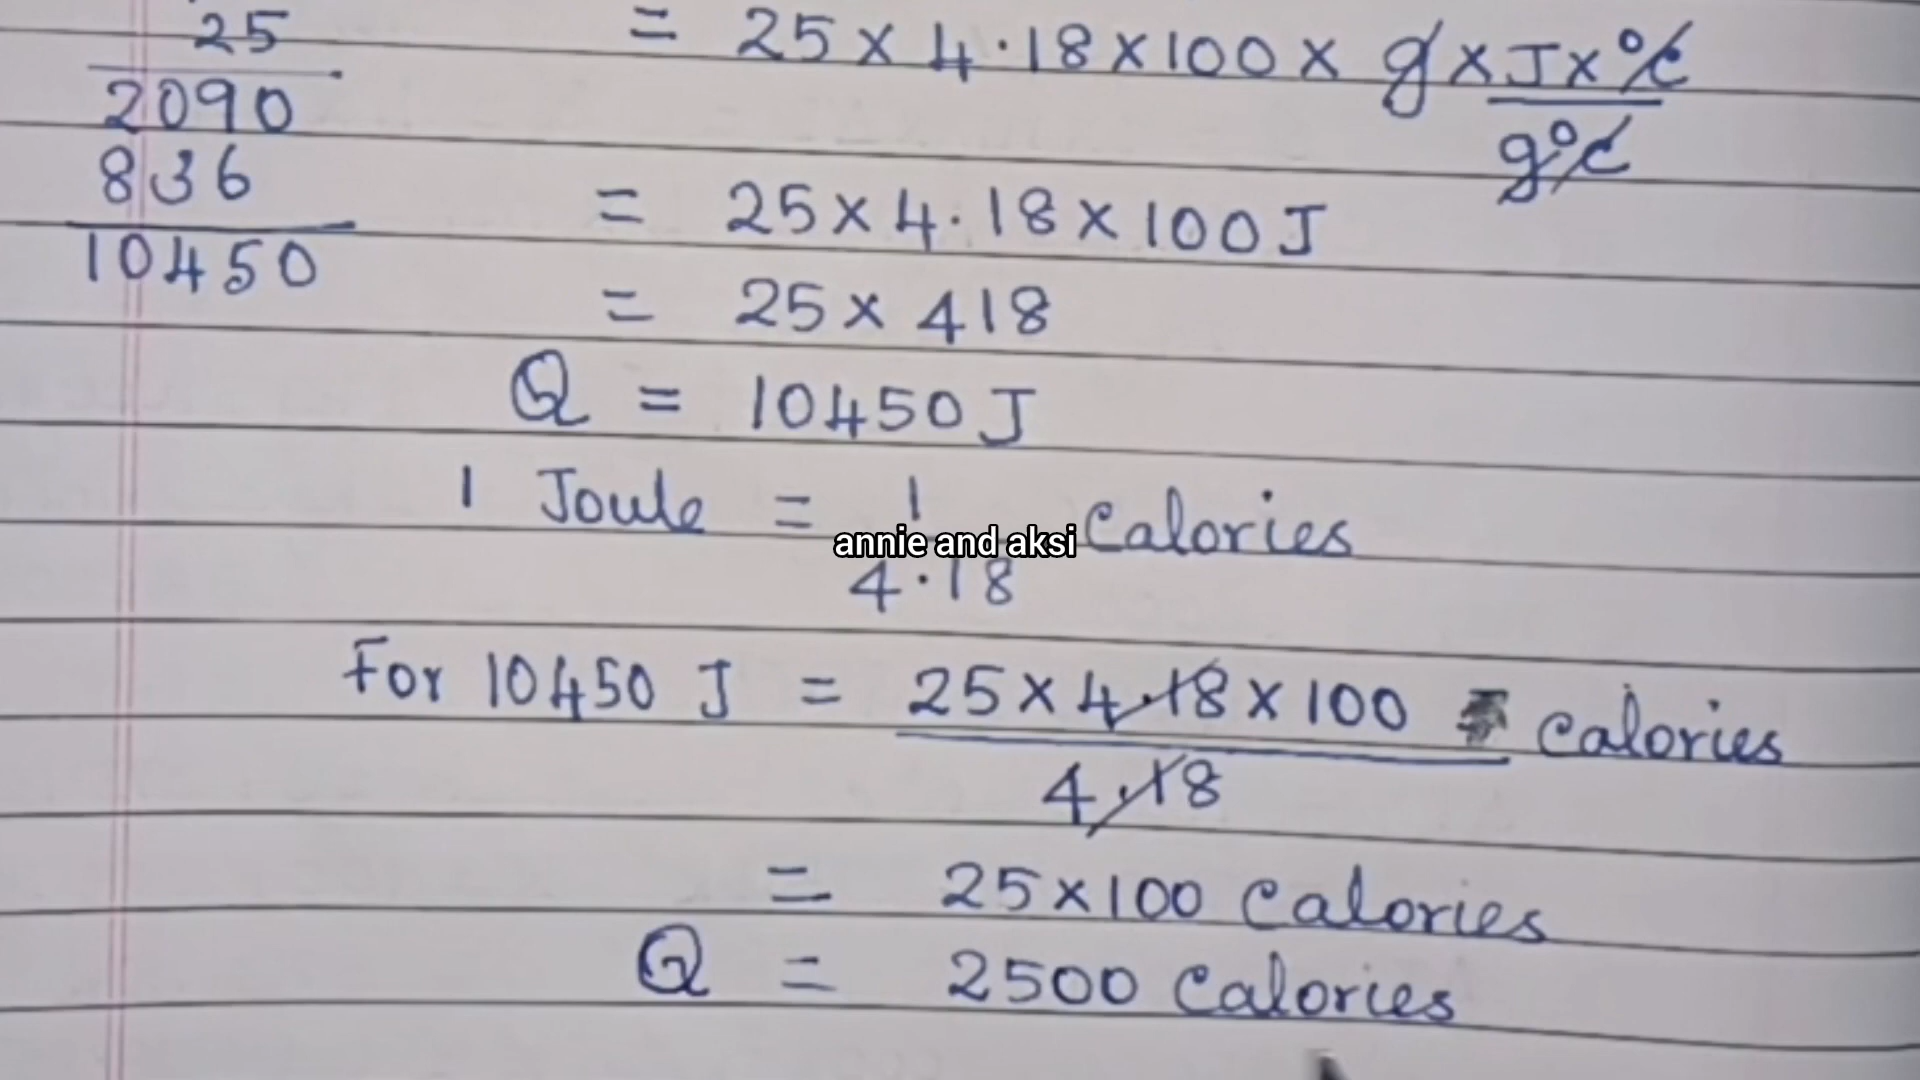 25
2090
836
10450
= 25 × 4.18 × 100 × g × J × °C
g°C
= 25 × 4.18 × 100 J
= 25 × 418
Q = 10450 J
1 Joule = 1 Calories
annie and aksi
4.18
For 10450 J = 25 × 4.18 × 100 calories
4.18
= 25 × 100 Calories
Q = 2500 Calories